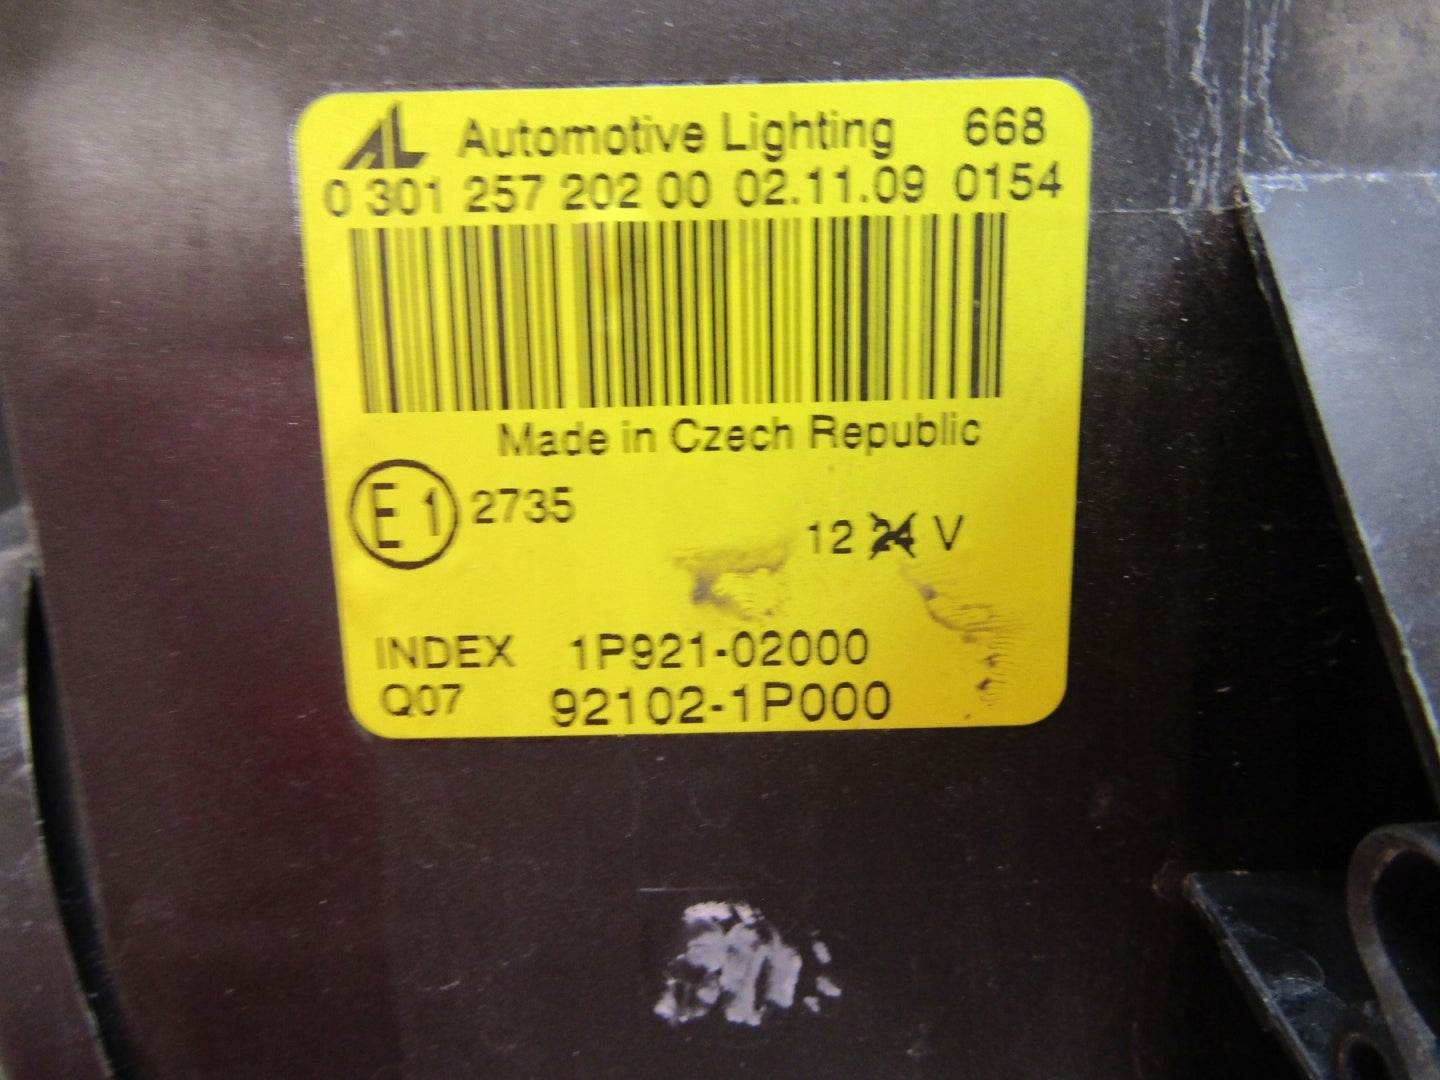 AL Automotive Lighting 668
0 301 257 202 00 02.11.09 0154
Made in Czech Republic
E1 2735
12 24 V
INDEX 1P921-02000
Q07 92102-1P000